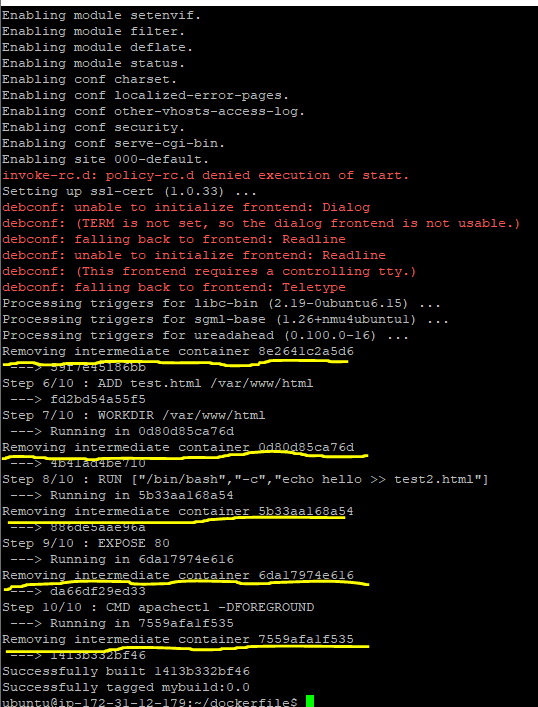 Enabling module setenvif.
Enabling module filter.
Enabling module deflate.
Enabling module status.
Enabling conf charset.
Enabling conf localized-error-pages.
Enabling conf other-vhosts-access-log.
Enabling conf security.
Enabling conf serve-cgi-bin.
Enabling site 000-default.
invoke-rc.d: policy-rc.d denied execution of start.
Setting up ssl-cert (1.0.33) ...
debconf: unable to initialize frontend: Dialog
debconf: (TERM is not set, so the dialog frontend is not usable.)
debconf: falling back to frontend: Readline
debconf: unable to initialize frontend: Readline
debconf: (This frontend requires a controlling tty.)
debconf: falling back to frontend: Teletype
Processing triggers for libc-bin (2.19-0ubuntu6.15) ...
Processing triggers for sgml-base (1.26+nmu4ubuntu1) ...
Processing triggers for ureadahead (0.100.0-16) ...
Removing intermediate container 8e2641c2a5d6
---> 59f7e45186bb
Step 6/10 : ADD test.html /var/www/html
---> fd2bd54a55f5
Step 7/10 : WORKDIR /var/www/html
---> Running in 0d80d85ca76d
Removing intermediate container 0d80d85ca76d
---> 4b41ad4be710
Step 8/10 : RUN ["/bin/bash","-c","echo hello >> test2.html"]
---> Running in 5b33aa168a54
Removing intermediate container 5b33aa168a54
---> 886de5aae96a
Step 9/10 : EXPOSE 80
---> Running in 6da17974e616
Removing intermediate container 6da17974e616
---> da66df29ed33
Step 10/10 : CMD apachectl -DFOREGROUND
---> Running in 7559afa1f535
Removing intermediate container 7559afa1f535
---> 1413b332bf46
Successfully built 1413b332bf46
Successfully tagged mybuild:0.0
ubuntu@ip-172-31-12-179:~/dockerfile$